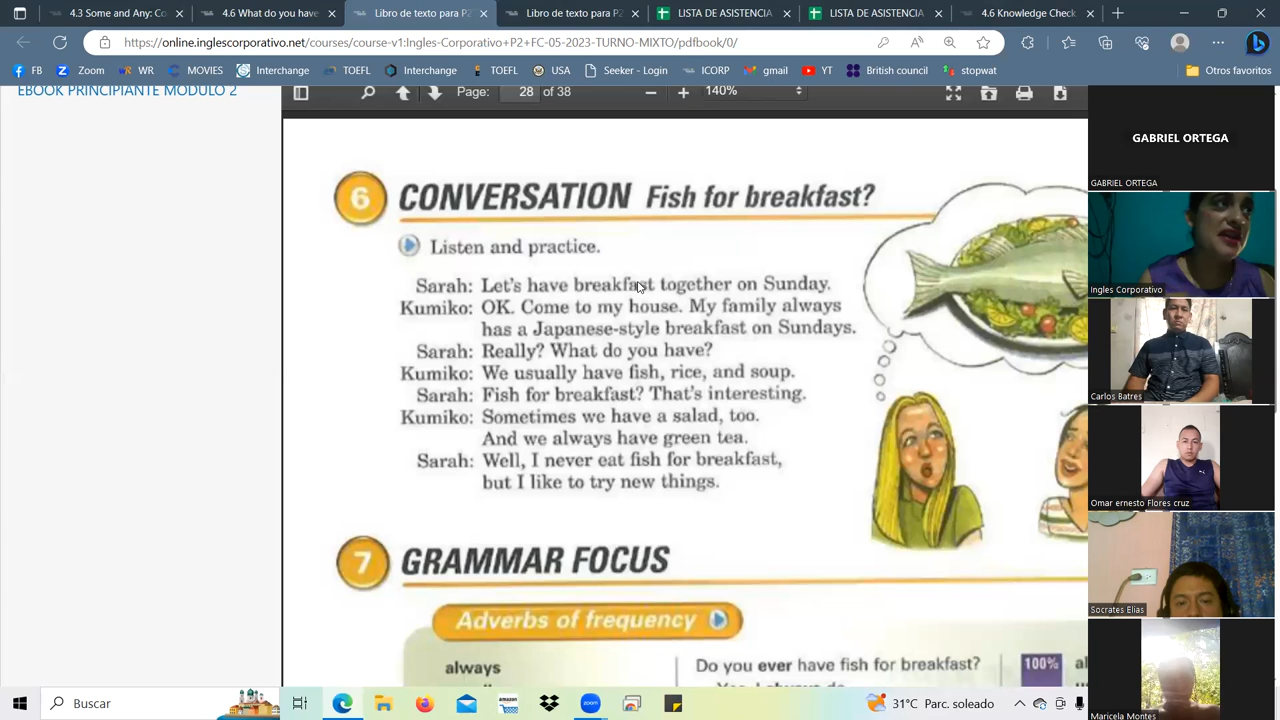 4.3 Some and Any: Co
4.6 What do you have
Libro de texto para P2
Libro de texto para P2
LISTA DE ASISTENCIA
LISTA DE ASISTENCIA
4.6 Knowledge Check
https://online.inglescorporativo.net/courses/course-v1:Ingles-Corporativo+P2+FC-05-2023-TURNO-MIXTO/pdfbook/0/
FB
Zoom
WR
MOVIES
Interchange
TOEFL
Interchange
TOEFL
USA
Seeker - Login
ICORP
gmail
YT
British council
stopwat
Otros favoritos
EBOOK PRINCIPIANTE MODULO 2
Page: 28 of 38
140%
6 CONVERSATION Fish for breakfast?
Listen and practice.
Sarah: Let's have breakfast together on Sunday.
Kumiko: OK. Come to my house. My family always
has a Japanese-style breakfast on Sundays.
Sarah: Really? What do you have?
Kumiko: We usually have fish, rice, and soup.
Sarah: Fish for breakfast? That's interesting.
Kumiko: Sometimes we have a salad, too.
And we always have green tea.
Sarah: Well, I never eat fish for breakfast,
but I like to try new things.
7 GRAMMAR FOCUS
Adverbs of frequency
always
Do you ever have fish for breakfast?
100%
al
GABRIEL ORTEGA
GABRIEL ORTEGA
Ingles Corporativo
Carlos Batres
Omar ernesto Flores cruz
Socrates Elias
Maricela Montes
Buscar
amazon
zoom
31°C Parc. soleado
10:20 a. m.